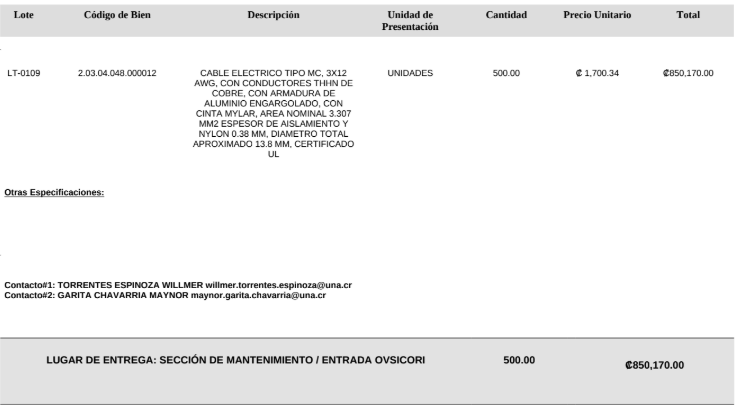 Lote Código de Bien Descripción Unidad de Presentación Cantidad Precio Unitario Total
LT-0109 2.03.04.048.000012 CABLE ELECTRICO TIPO MC, 3X12 UNIDADES 500.00 ₡ 1,700.34 ₡850,170.00
AWG, CON CONDUCTORES THHN DE
COBRE, CON ARMADURA DE
ALUMINIO ENGARGOLADO, CON
CINTA MYLAR, AREA NOMINAL 3.307
MM2 ESPESOR DE AISLAMIENTO Y
NYLON 0.38 MM, DIAMETRO TOTAL
APROXIMADO 13.8 MM, CERTIFICADO
UL
Otras Especificaciones:
Contacto#1: TORRENTES ESPINOZA WILLMER willmer.torrentes.espinoza@una.cr
Contacto#2: GARITA CHAVARRIA MAYNOR maynor.garita.chavarria@una.cr
LUGAR DE ENTREGA: SECCIÓN DE MANTENIMIENTO / ENTRADA OVSICORI 500.00 ₡850,170.00